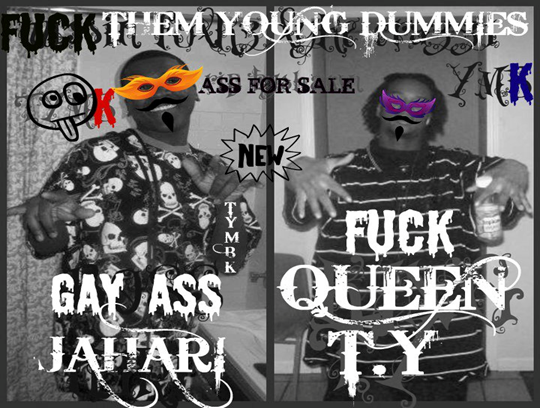 FUCK THEM YOUNG DUMMIES
YMK
K
ASS FOR SALE
NEW
TYMBK
FUCK
GAY ASS
QUEEN
JAHARI
T.Y